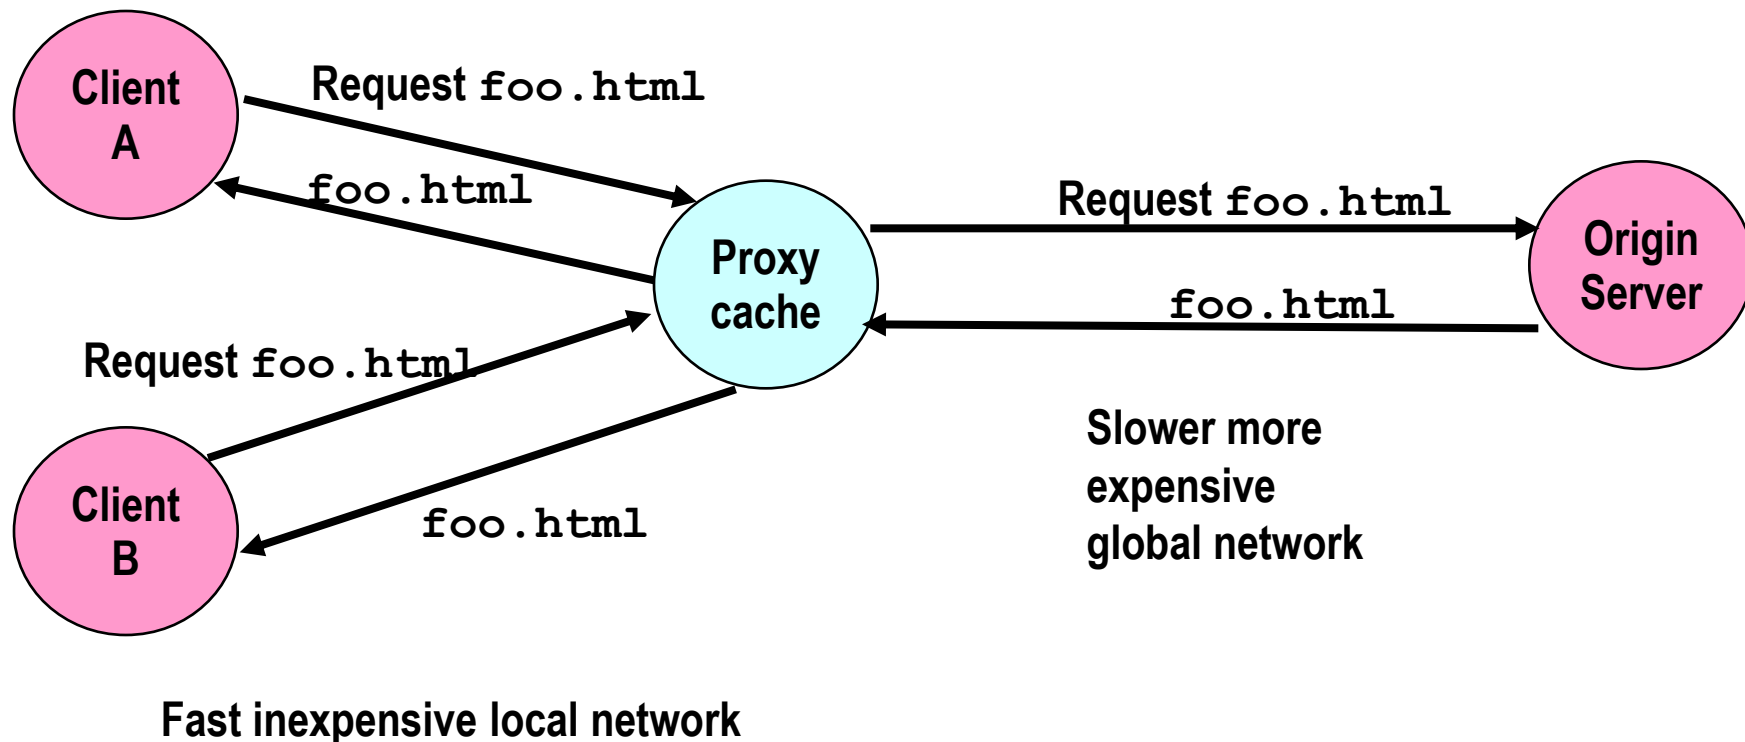 Client
A
Request foo.html
foo.html
Request foo.html
Client
B
foo.html
Proxy
cache
Request foo.html
foo.html
Origin
Server
Slower more
expensive
global network
Fast inexpensive local network